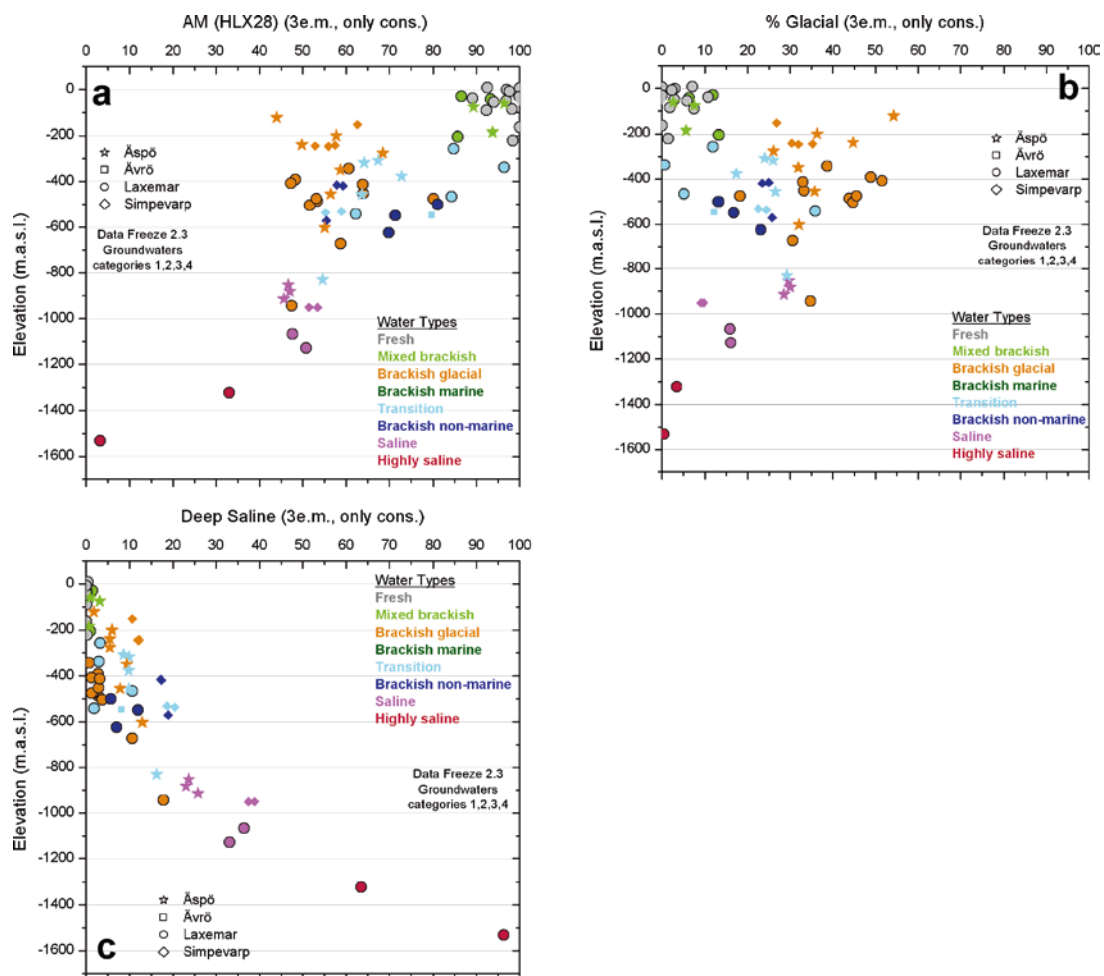 AM (HLX28) (3e.m., only cons.)
0 10 20 30 40 50 60 70 80 90 100
a
0
-200
-400
-600
-800
-1000
-1200
-1400
-1600
Elevation (m.a.s.l.)
Äspö
Ävrö
Laxemar
Simpevarp
Data Freeze 2.3
Groundwaters
categories 1,2,3,4
Water Types
Fresh
Mixed brackish
Brackish glacial
Brackish marine
Transition
Brackish non-marine
Saline
Highly saline
% Glacial (3e.m., only cons.)
0 10 20 30 40 50 60 70 80 90 100
b
0
-200
-400
-600
-800
-1000
-1200
-1400
-1600
Elevation (m.a.s.l.)
Äspö
Ävrö
Laxemar
Simpevarp
Data Freeze 2.3
Groundwaters
categories 1,2,3,4
Water Types
Fresh
Mixed brackish
Brackish glacial
Brackish marine
Transition
Brackish non-marine
Saline
Highly saline
Deep Saline (3e.m., only cons.)
0 10 20 30 40 50 60 70 80 90 100
0
-200
-400
-600
-800
-1000
-1200
-1400
-1600
Elevation (m.a.s.l.)
Water Types
Fresh
Mixed brackish
Brackish glacial
Brackish marine
Transition
Brackish non-marine
Saline
Highly saline
Data Freeze 2.3
Groundwaters
categories 1,2,3,4
Äspö
Ävrö
Laxemar
Simpevarp
c